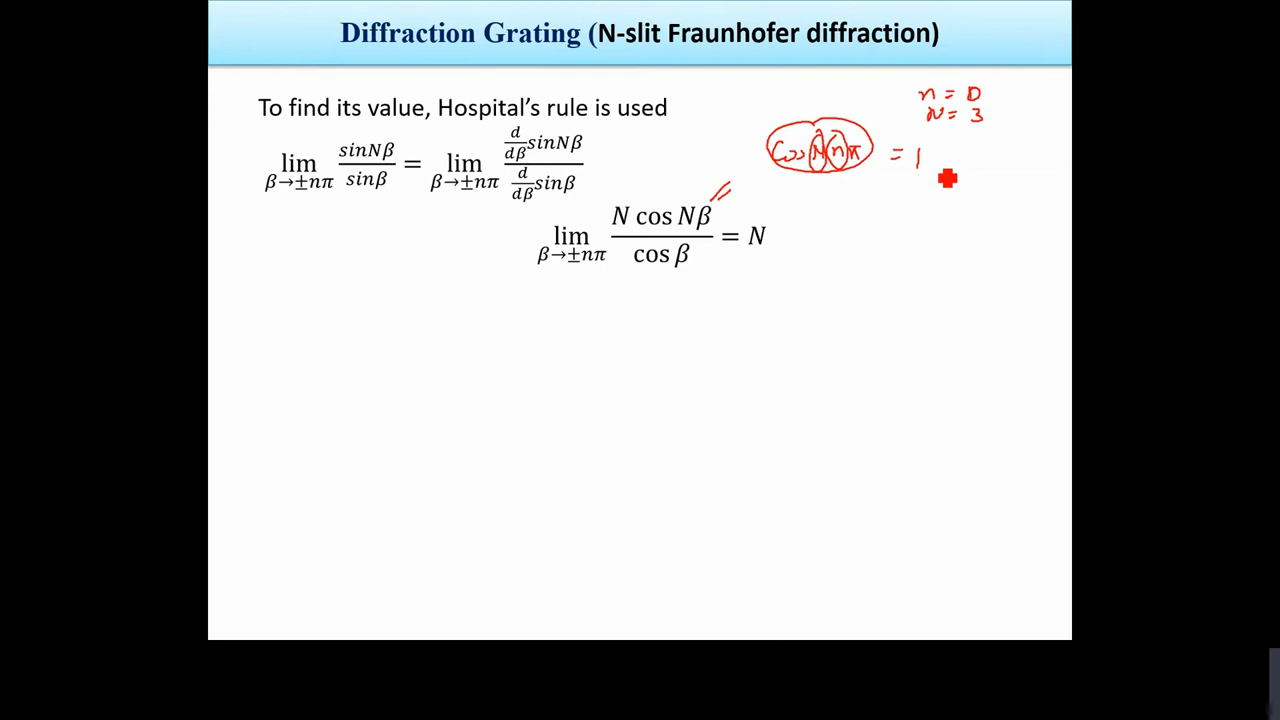 Diffraction Grating (N-slit Fraunhofer diffraction)
To find its value, Hospital's rule is used
n = 0
N = 3
lim β→±nπ sinNβ/sinβ = lim β→±nπ (d/dβ sinNβ)/(d/dβ sinβ)
Cos N n π = 1
lim β→±nπ (N cos Nβ)/(cos β) = N